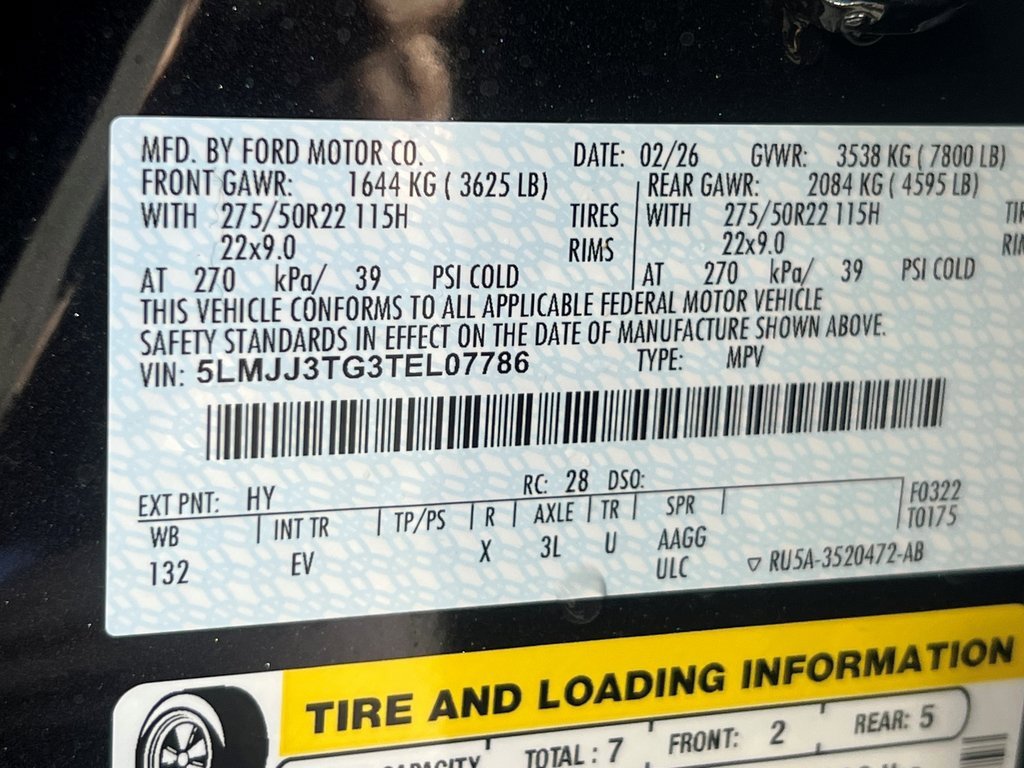 MFD. BY FORD MOTOR CO. DATE: 02/26 GVWR: 3538 KG ( 7800 LB)
FRONT GAWR: 1644 KG ( 3625 LB) REAR GAWR: 2084 KG ( 4595 LB)
WITH 275/50R22 115H TIRES WITH 275/50R22 115H
22x9.0 RIMS 22x9.0
AT 270 kPa/ 39 PSI COLD AT 270 kPa/ 39 PSI COLD
THIS VEHICLE CONFORMS TO ALL APPLICABLE FEDERAL MOTOR VEHICLE
SAFETY STANDARDS IN EFFECT ON THE DATE OF MANUFACTURE SHOWN ABOVE.
VIN: 5LMJJ3TG3TEL07786 TYPE: MPV
EXT PNT: HY RC: 28 DSO:
WB INT TR TP/PS R AXLE TR SPR F0322
T0175
132 EV X 3L U AAGG
ULC ▽ RU5A-3520472-AB
TIRE AND LOADING INFORMATION
TOTAL : 7 FRONT: 2 REAR: 5